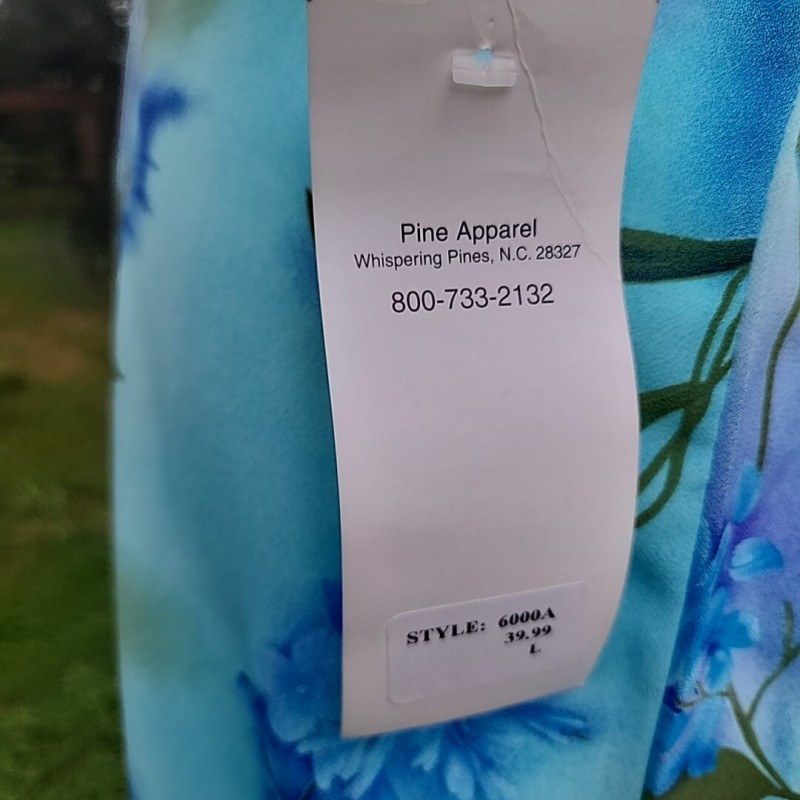 Pine Apparel
Whispering Pines, N.C. 28327
800-733-2132
STYLE: 6000A
39.99
L